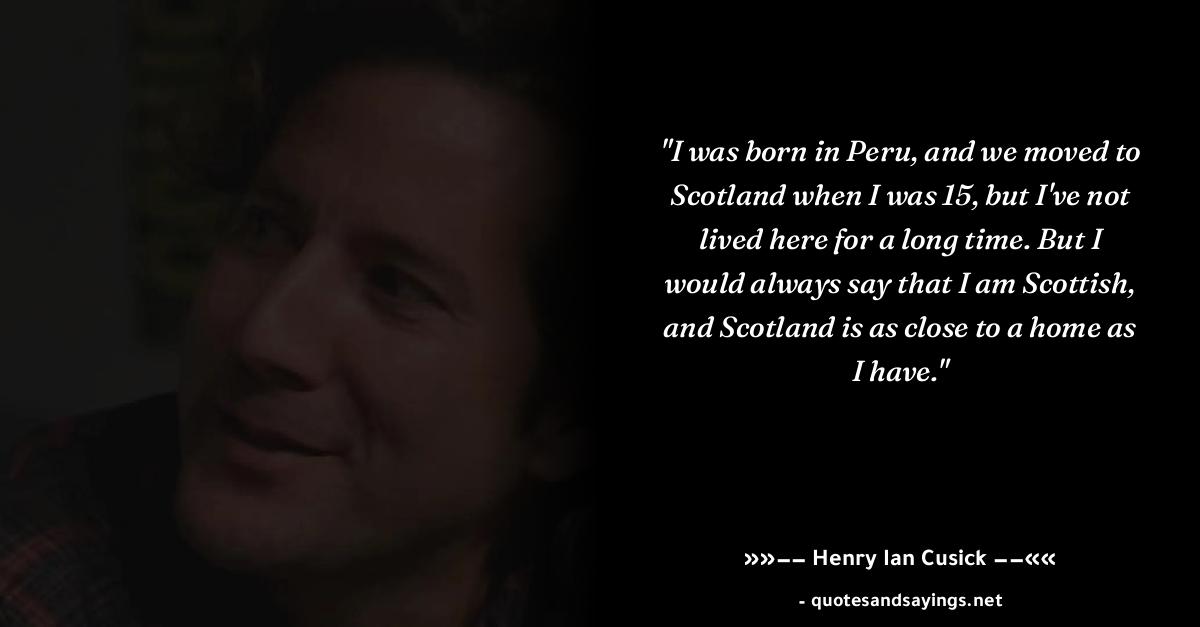 "I was born in Peru, and we moved to
Scotland when I was 15, but I've not
lived here for a long time. But I
would always say that I am Scottish,
and Scotland is as close to a home as
I have."
»»−− Henry Ian Cusick −−««
- quotesandsayings.net